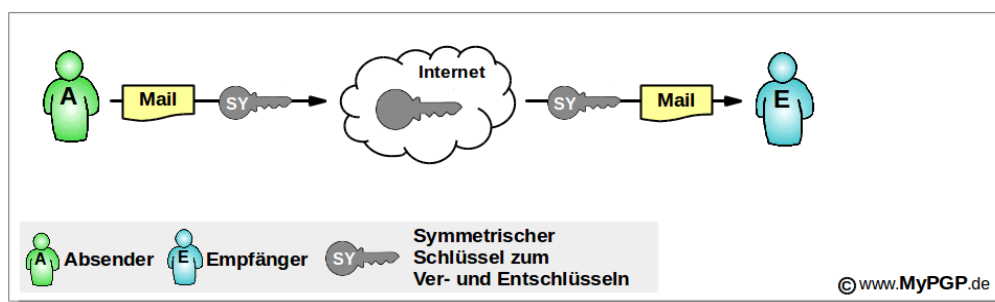 Internet
A
Mail
SY
SY
Mail
E
A Absender
E Empfänger
SY
Symmetrischer
Schlüssel zum
Ver- und Entschlüsseln
© www.MyPGP.de